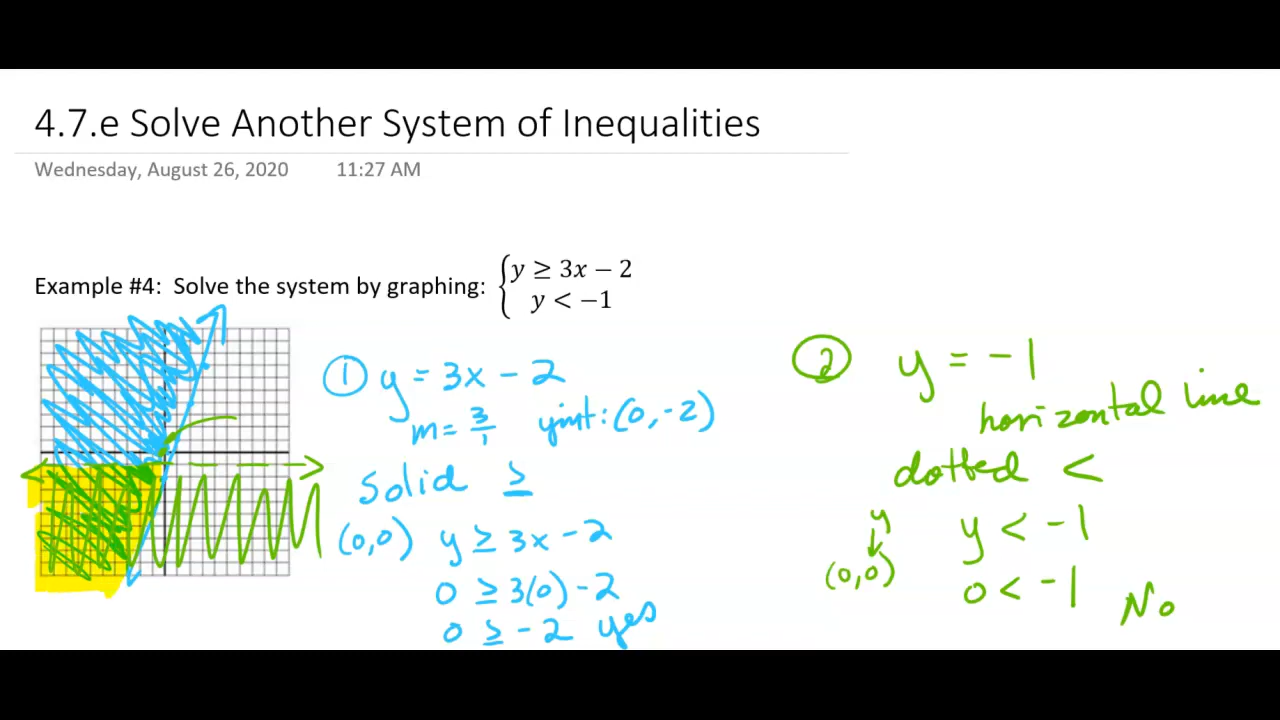 4.7.e Solve Another System of Inequalities
Wednesday, August 26, 2020 11:27 AM
Example #4: Solve the system by graphing:
y ≥ 3x − 2
y < −1
① y = 3x - 2
m = 3/1 yint: (0, -2)
Solid ≥
(0,0) y ≥ 3x - 2
0 ≥ 3(0) - 2
0 ≥ -2 yes
② y = -1
horizontal line
dotted <
y
y < -1
(0,0)
0 < -1 No